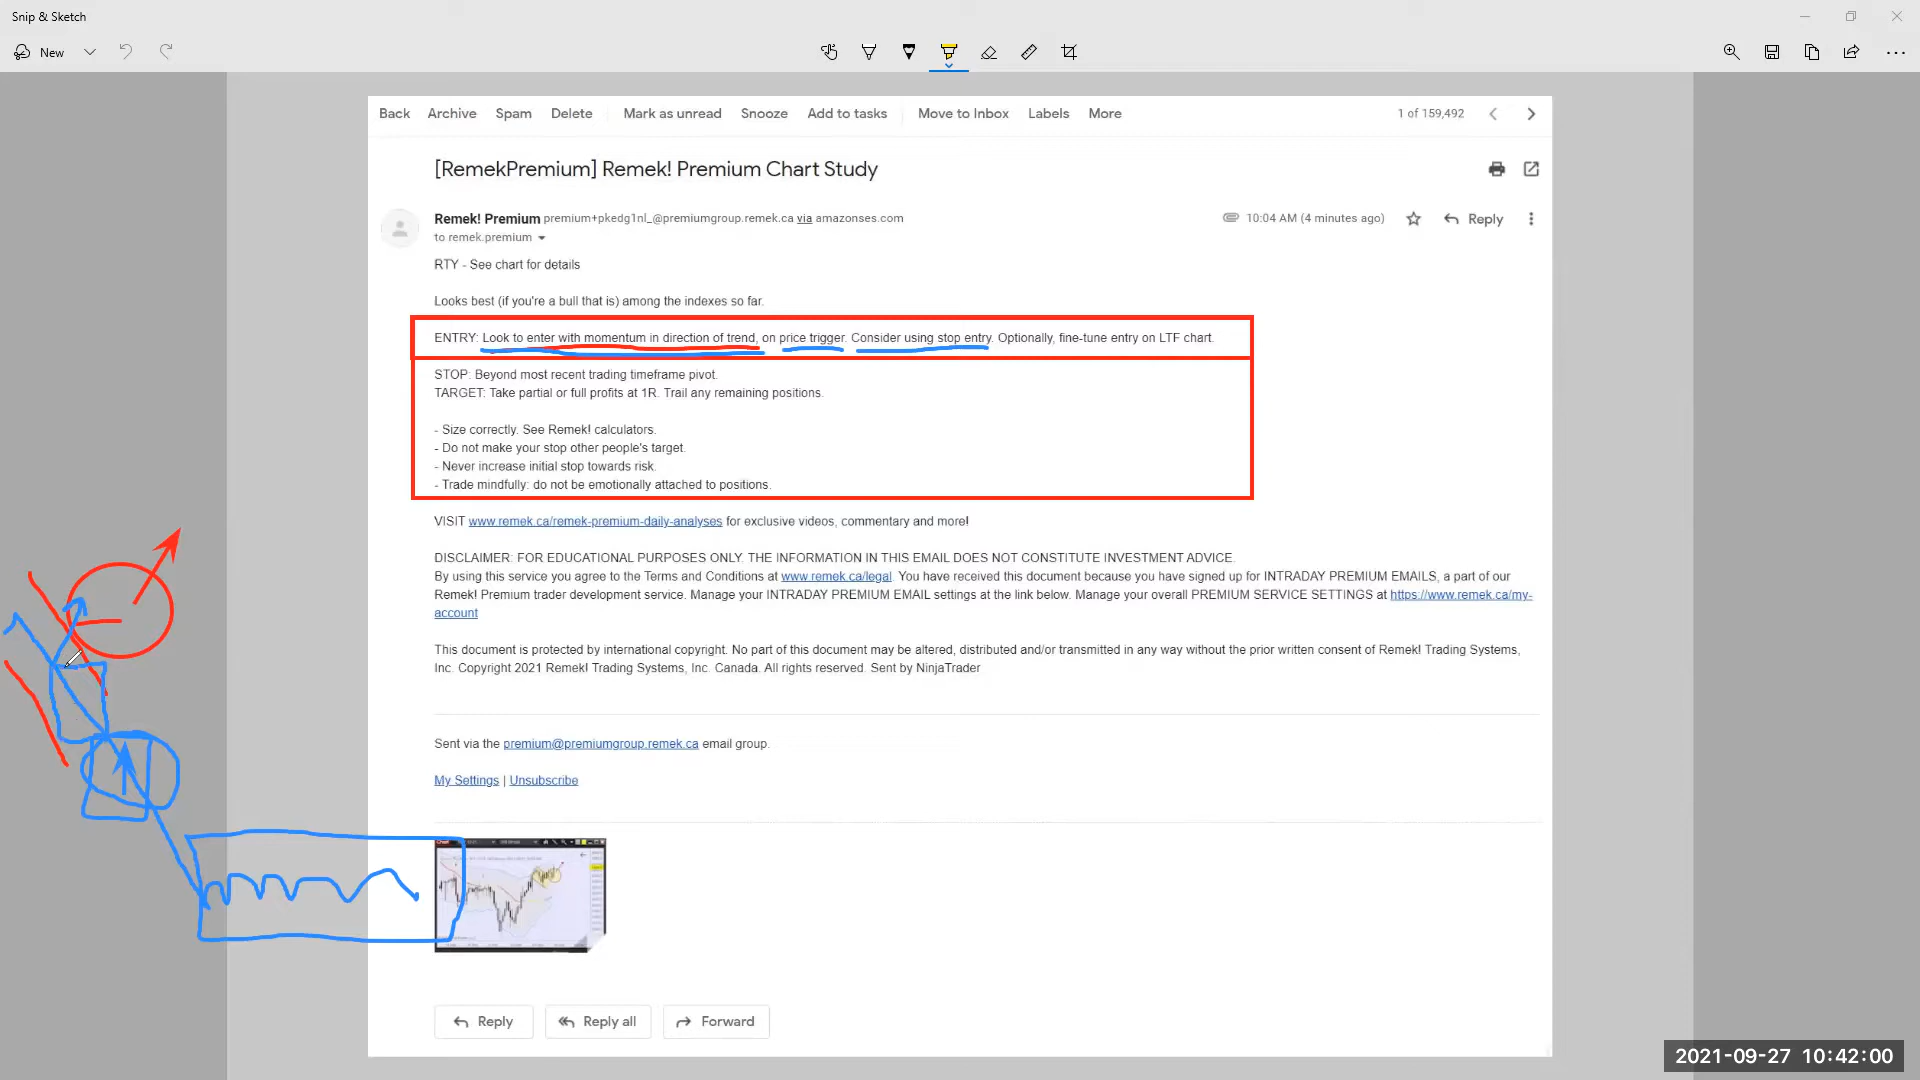 Snip & Sketch
New
Back Archive Spam Delete Mark as unread Snooze Add to tasks Move to Inbox Labels More 1 of 159,492
[RemekPremium] Remek! Premium Chart Study
Remek! Premium premium+pkedg1nl_@premiumgroup.remek.ca via amazonses.com 10:04 AM (4 minutes ago) Reply
to remek.premium
RTY - See chart for details
Looks best (if you're a bull that is) among the indexes so far.
ENTRY: Look to enter with momentum in direction of trend, on price trigger. Consider using stop entry. Optionally, fine-tune entry on LTF chart.
STOP: Beyond most recent trading timeframe pivot.
TARGET: Take partial or full profits at 1R. Trail any remaining positions.
- Size correctly. See Remek! calculators.
- Do not make your stop other people's target.
- Never increase initial stop towards risk.
- Trade mindfully: do not be emotionally attached to positions.
VISIT www.remek.ca/remek-premium-daily-analyses for exclusive videos, commentary and more!
DISCLAIMER: FOR EDUCATIONAL PURPOSES ONLY. THE INFORMATION IN THIS EMAIL DOES NOT CONSTITUTE INVESTMENT ADVICE.
By using this service you agree to the Terms and Conditions at www.remek.ca/legal. You have received this document because you have signed up for INTRADAY PREMIUM EMAILS, a part of our
Remek! Premium trader development service. Manage your INTRADAY PREMIUM EMAIL settings at the link below. Manage your overall PREMIUM SERVICE SETTINGS at https://www.remek.ca/my-
account
This document is protected by international copyright. No part of this document may be altered, distributed and/or transmitted in any way without the prior written consent of Remek! Trading Systems,
Inc. Copyright 2021 Remek! Trading Systems, Inc. Canada. All rights reserved. Sent by NinjaTrader
Sent via the premium@premiumgroup.remek.ca email group.
My Settings | Unsubscribe
Reply Reply all Forward
2021-09-27 10:42:00